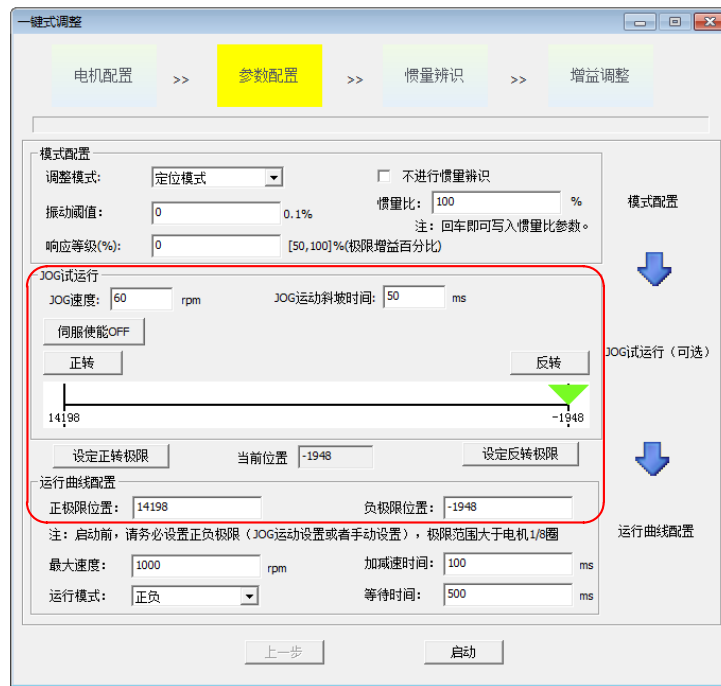 一键式调整
电机配置 >> 参数配置 >> 惯量辨识 >> 增益调整
模式配置
调整模式: 定位模式 不进行惯量辨识
振动阈值: 0 0.1% 惯量比: 100 %
注：回车即可写入惯量比参数。
响应等级(%): 0 [50,100]%(极限增益百分比)
模式配置
JOG试运行
JOG速度: 60 rpm JOG运动斜坡时间: 50 ms
伺服使能OFF
正转 反转
JOG试运行（可选）
14198 -1948
设定正转极限 当前位置 -1948 设定反转极限
运行曲线配置
正极限位置: 14198 负极限位置: -1948
注：启动前，请务必设置正负极限（JOG运动设置或者手动设置），极限范围大于电机1/8圈
运行曲线配置
最大速度: 1000 rpm 加减速时间: 100 ms
运行模式: 正负 等待时间: 500 ms
上一步 启动